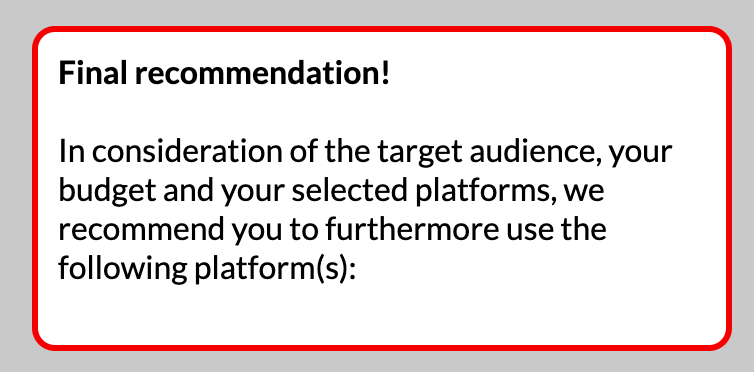 Final recommendation!
In consideration of the target audience, your
budget and your selected platforms, we
recommend you to furthermore use the
following platform(s):